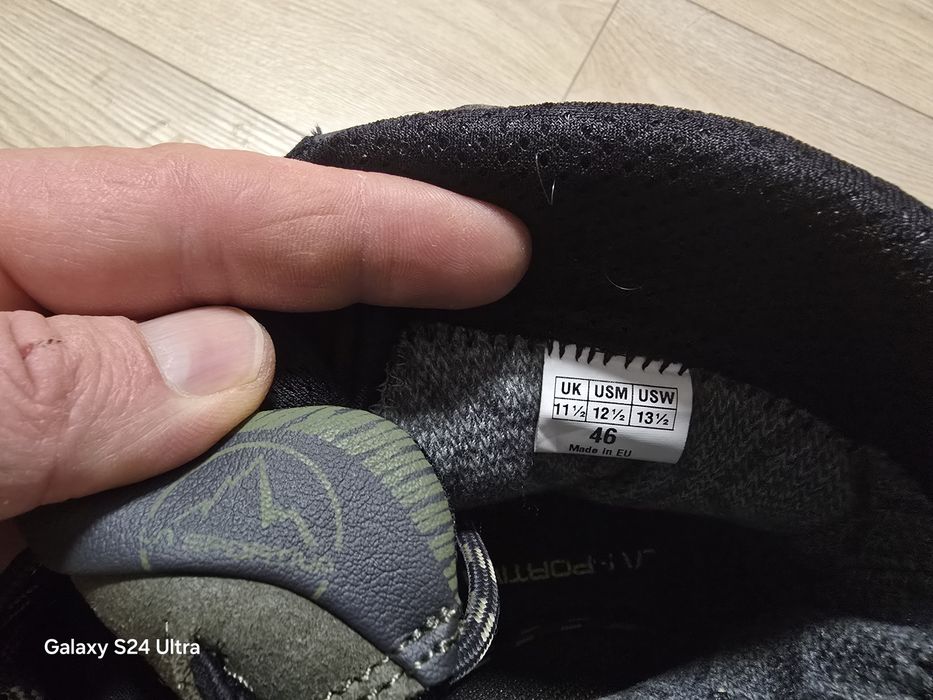 UK USM USW
11½ 12½ 13½
46
Made in EU
Galaxy S24 Ultra